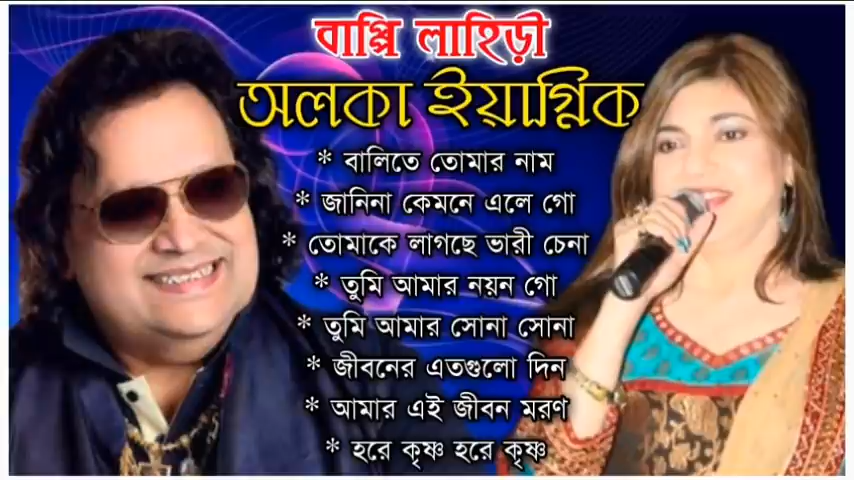 বাপ্পি লাহিড়ী
অলকা ইয়াগ্নিক
* বালিতে তোমার নাম
* জানিনা কেমনে এলে গো
* তোমাকে লাগছে ভারী চেনা
* তুমি আমার নয়ন গো
* তুমি আমার সোনা সোনা
* জীবনের এতগুলো দিন
* আমার এই জীবন মরণ
* হরে কৃষ্ণ হরে কৃষ্ণ